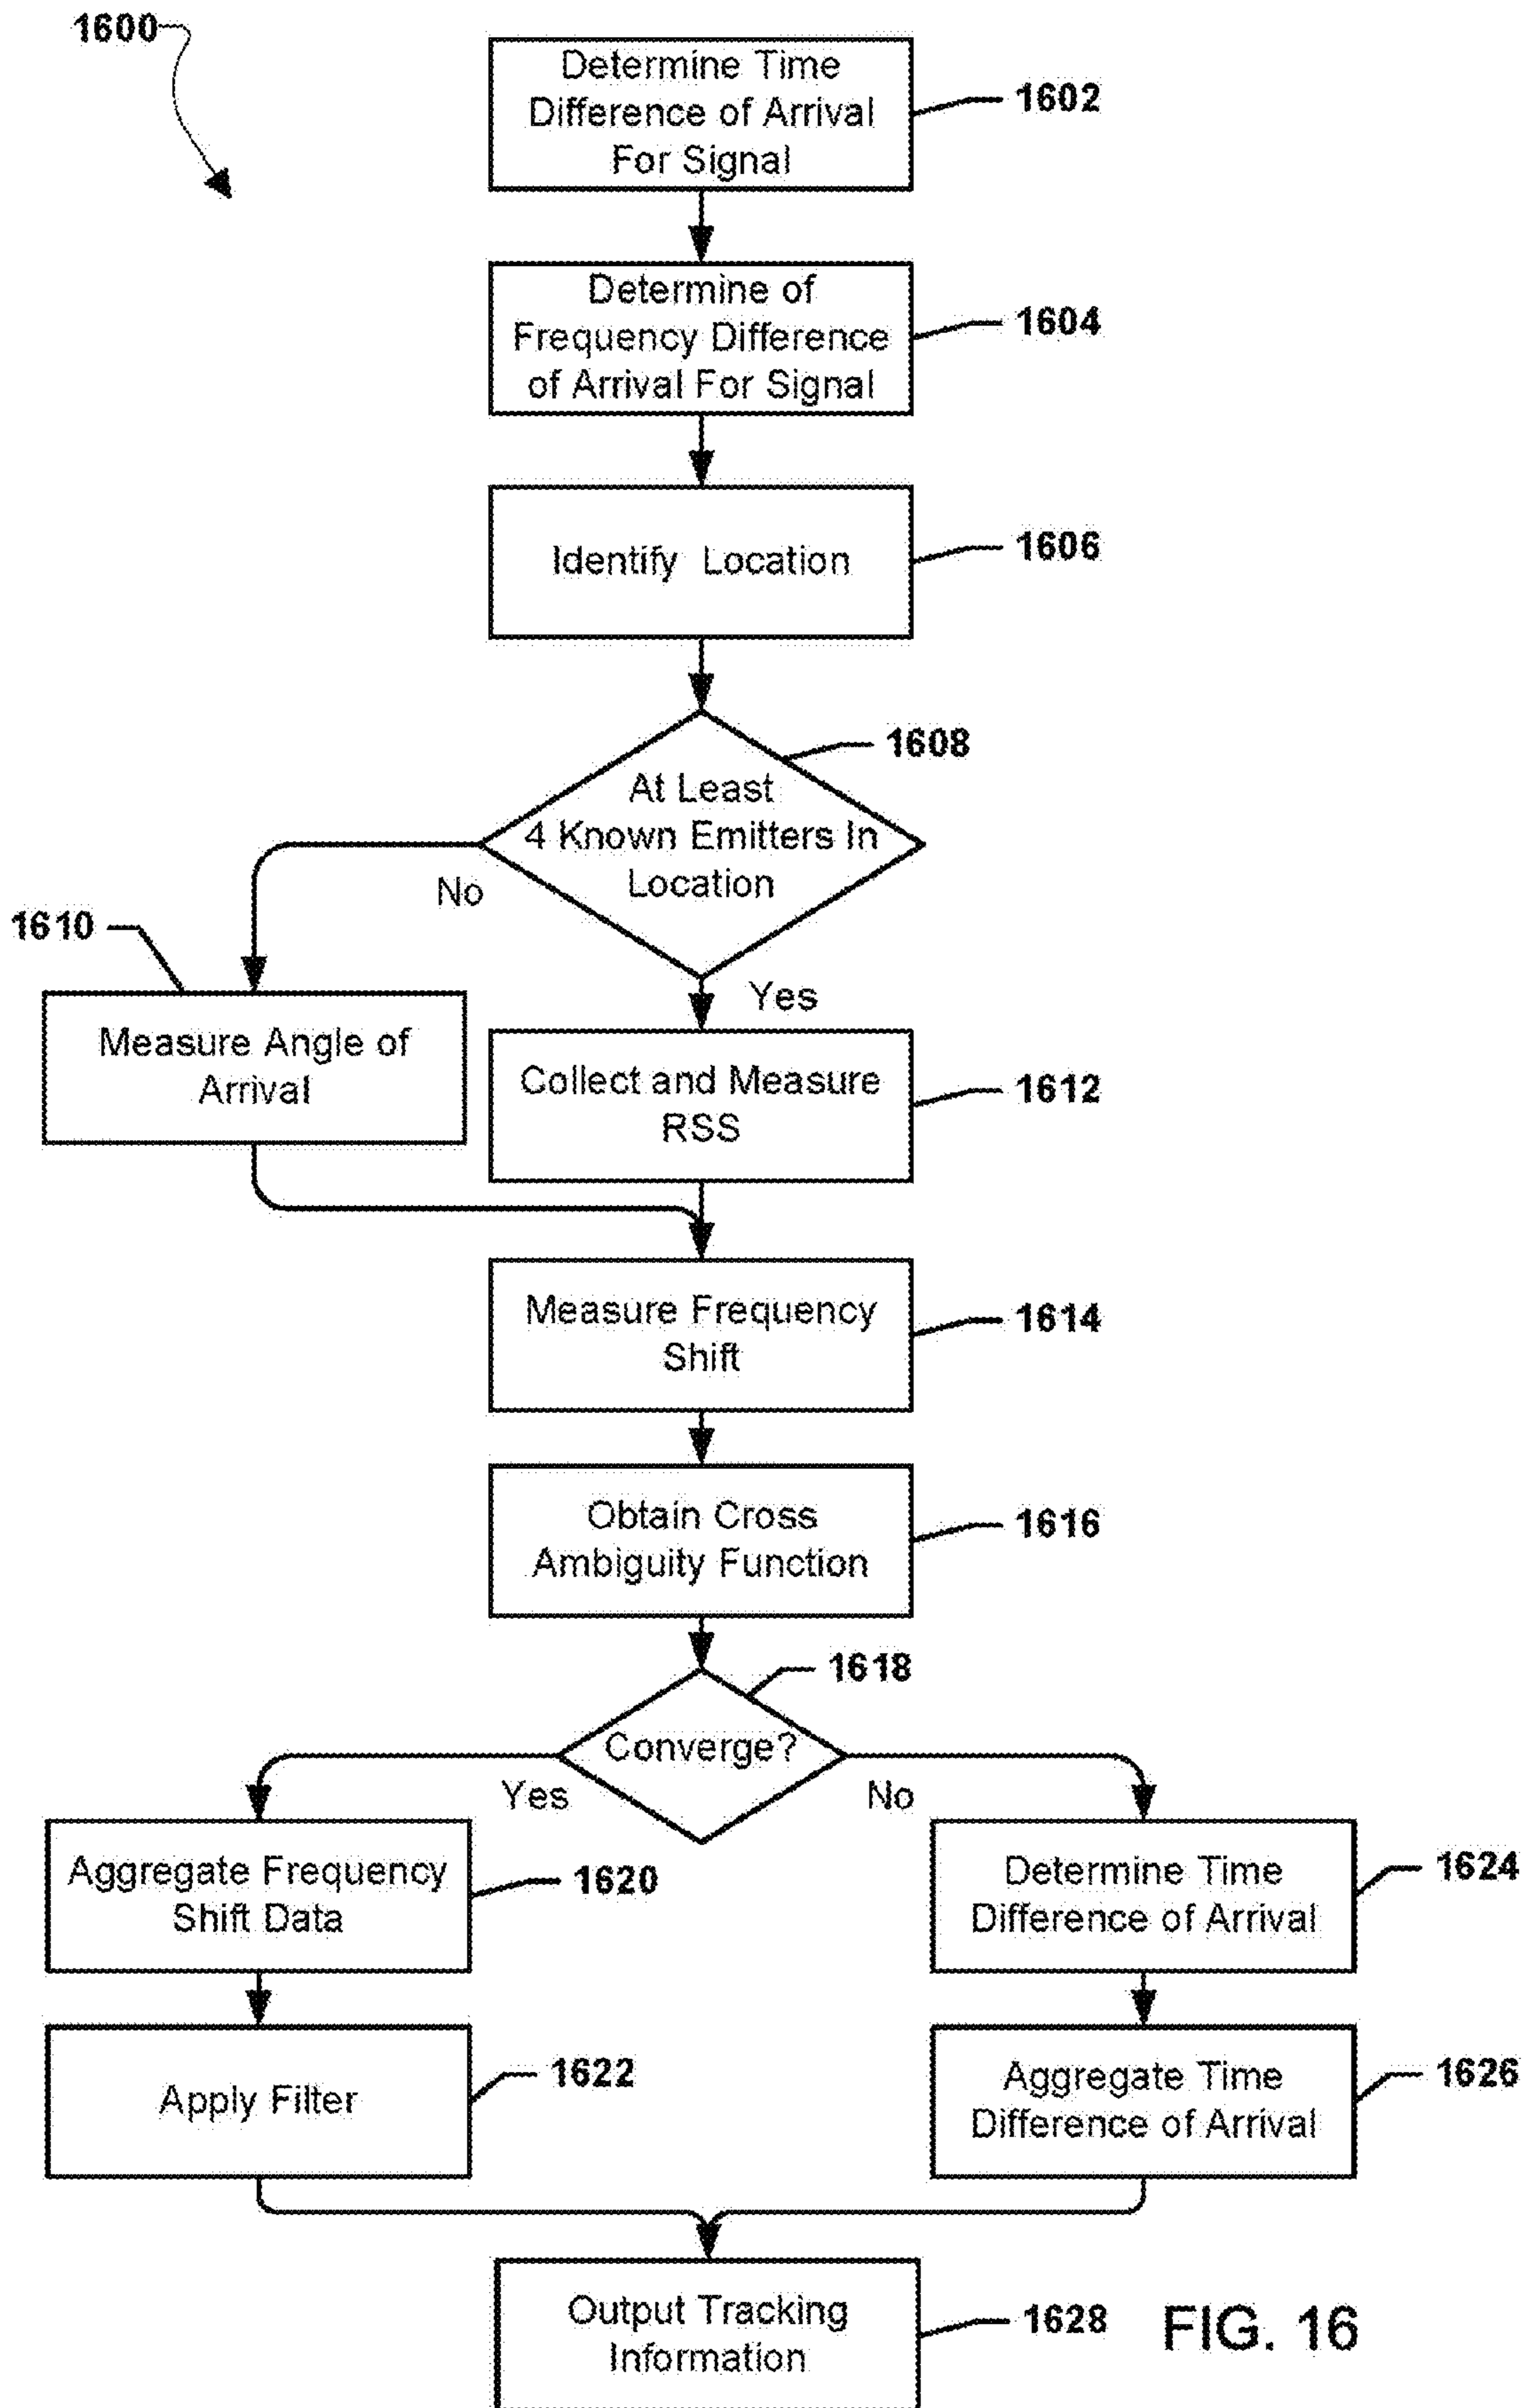 1600
Determine Time
Difference of Arrival
For Signal
1602
Determine of
Frequency Difference
of Arrival For Signal
1604
Identify Location
1606
1608
At Least
4 Known Emitters In
Location
No
Yes
1610
Measure Angle of
Arrival
Collect and Measure
RSS
1612
Measure Frequency
Shift
1614
Obtain Cross
Ambiguity Function
1616
1618
Converge?
Yes
No
Aggregate Frequency
Shift Data
1620
Determine Time
Difference of Arrival
1624
Apply Filter
1622
Aggregate Time
Difference of Arrival
1626
Output Tracking
Information
1628
FIG. 16